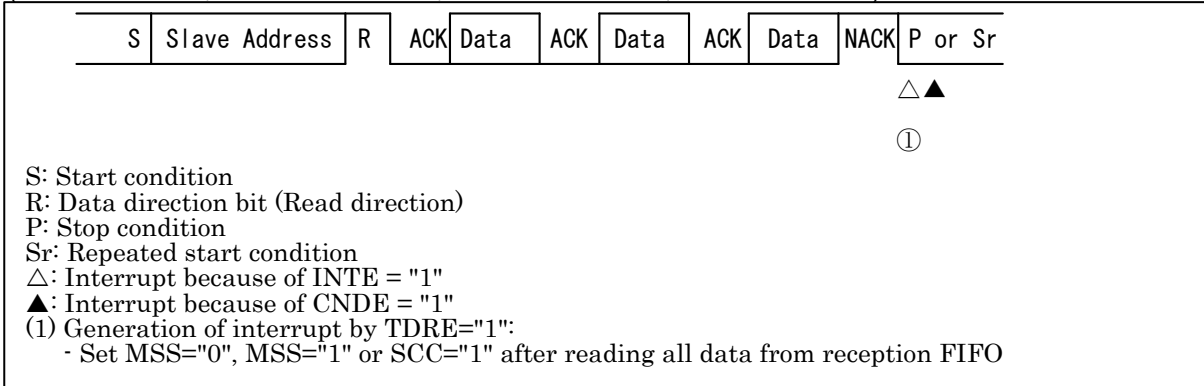 S Slave Address R ACK Data ACK Data ACK Data NACK P or Sr
△▲
①
S: Start condition
R: Data direction bit (Read direction)
P: Stop condition
Sr: Repeated start condition
△: Interrupt because of INTE = "1"
▲: Interrupt because of CNDE = "1"
(1) Generation of interrupt by TDRE="1":
- Set MSS="0", MSS="1" or SCC="1" after reading all data from reception FIFO